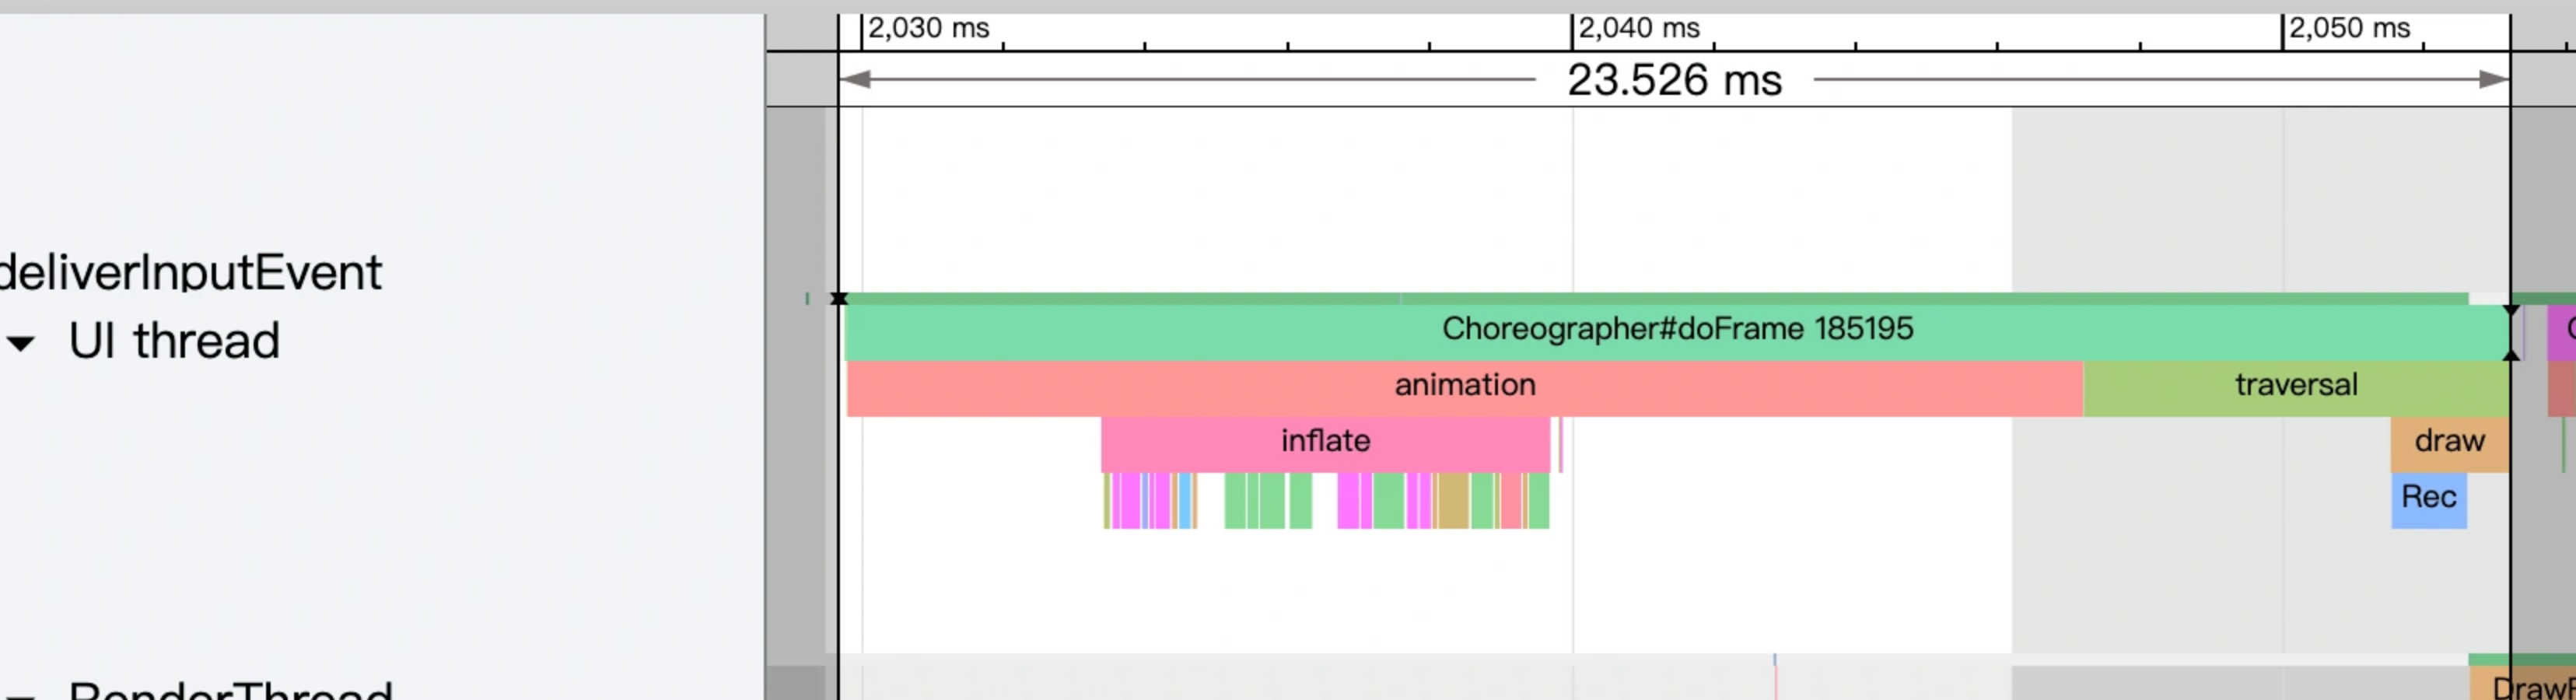 2,030 ms 2,040 ms 2,050 ms
23.526 ms
deliverInputEvent
UI thread
Choreographer#doFrame 185195
animation traversal
inflate draw
Rec
RenderThread